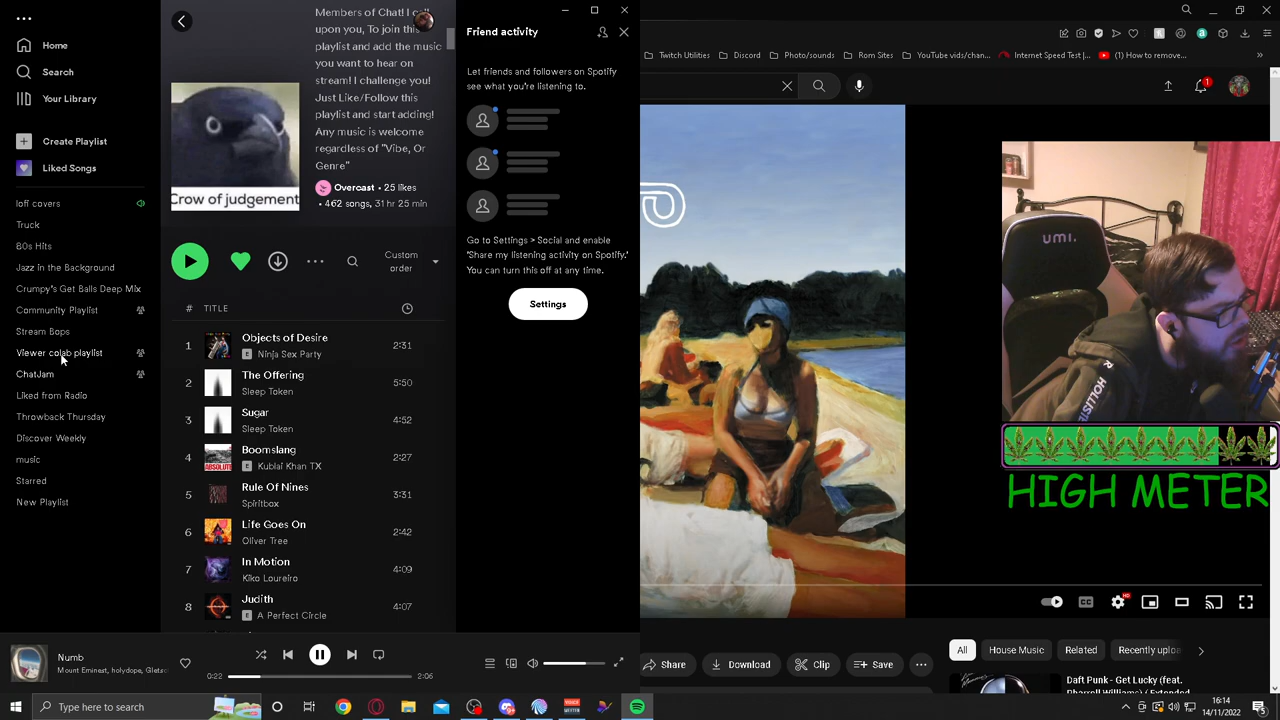 Home
Search
Your Library
Create Playlist
Liked Songs
loff covers
Truck
80s Hits
Jazz in the Background
Crumpy's Get Balls Deep Mix
Community Playlist
Stream Bops
Viewer colab playlist
ChatJam
Liked from Radio
Throwback Thursday
Discover Weekly
music
Starred
New Playlist
Members of Chat! I call
upon you, To join this
playlist and add the music
you want to hear on
stream! I challenge you!
Just Like/Follow this
playlist and start adding!
Any music is welcome
regardless of "Vibe, Or
Genre"
Crow of judgement
Overcast • 25 likes
• 462 songs, 31 hr 25 min
Custom
order
# TITLE
1 Objects of Desire 2:31
E Ninja Sex Party
2 The Offering 5:50
Sleep Token
3 Sugar 4:52
Sleep Token
4 Boomslang 2:27
E Kublai Khan TX
5 Rule Of Nines 3:31
Spiritbox
6 Life Goes On 2:42
Oliver Tree
7 In Motion 4:09
Kiko Loureiro
8 Judith 4:07
E A Perfect Circle
Friend activity
Let friends and followers on Spotify
see what you're listening to.
Go to Settings > Social and enable
'Share my listening activity on Spotify.'
You can turn this off at any time.
Settings
Numb
Mount Eminest, holydope, Gletsc
0:22 2:06
Twitch Utilities
Discord
Photo/sounds
Rom Sites
YouTube vids/chan...
Internet Speed Test |...
(1) How to remove...
1
umi.
HOLLISTER
HIGH METER
CC
HD
Share
Download
Clip
Save
All
House Music
Related
Recently uploa
Daft Punk - Get Lucky (feat.
Pharrell Williams) ( Extended
Type here to search
16:14
14/11/2022
5